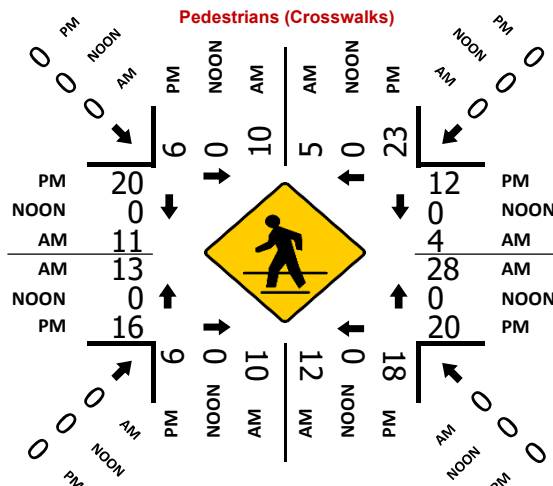 Pedestrians (Crosswalks)
0 PM
0 NOON
0 AM
PM NOON AM AM NOON PM
PM 0
NOON 0
AM 0
6 0 10 5 0 23
PM 20 12 PM
NOON 0 0 NOON
AM 11 4 AM
AM 13 28 AM
NOON 0 0 NOON
PM 16 20 PM
6 0 10 12 0 18
PM NOON AM AM NOON PM
0 AM
0 NOON
0 PM
AM 0
NOON 0
PM 0